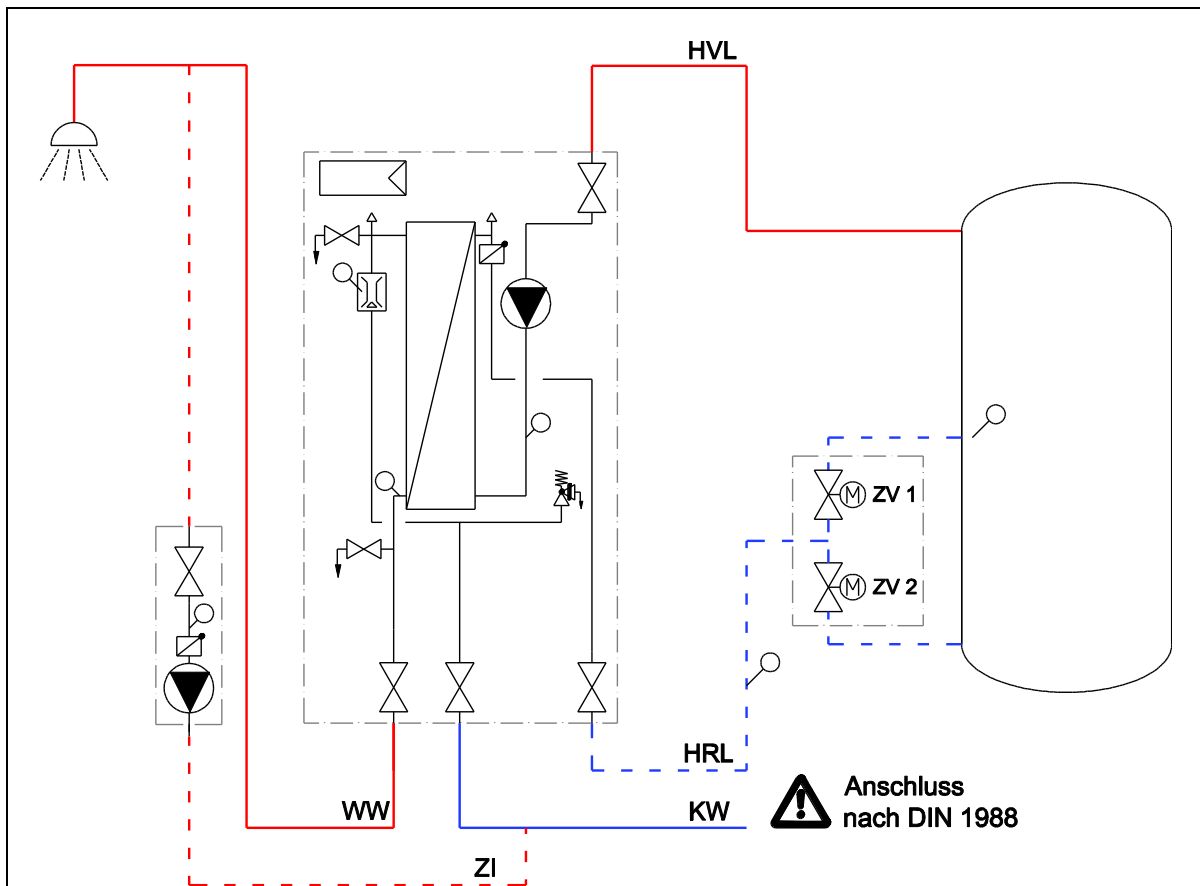 HVL
M ZV 1
M ZV 2
HRL
Anschluss
nach DIN 1988
WW
KW
ZI